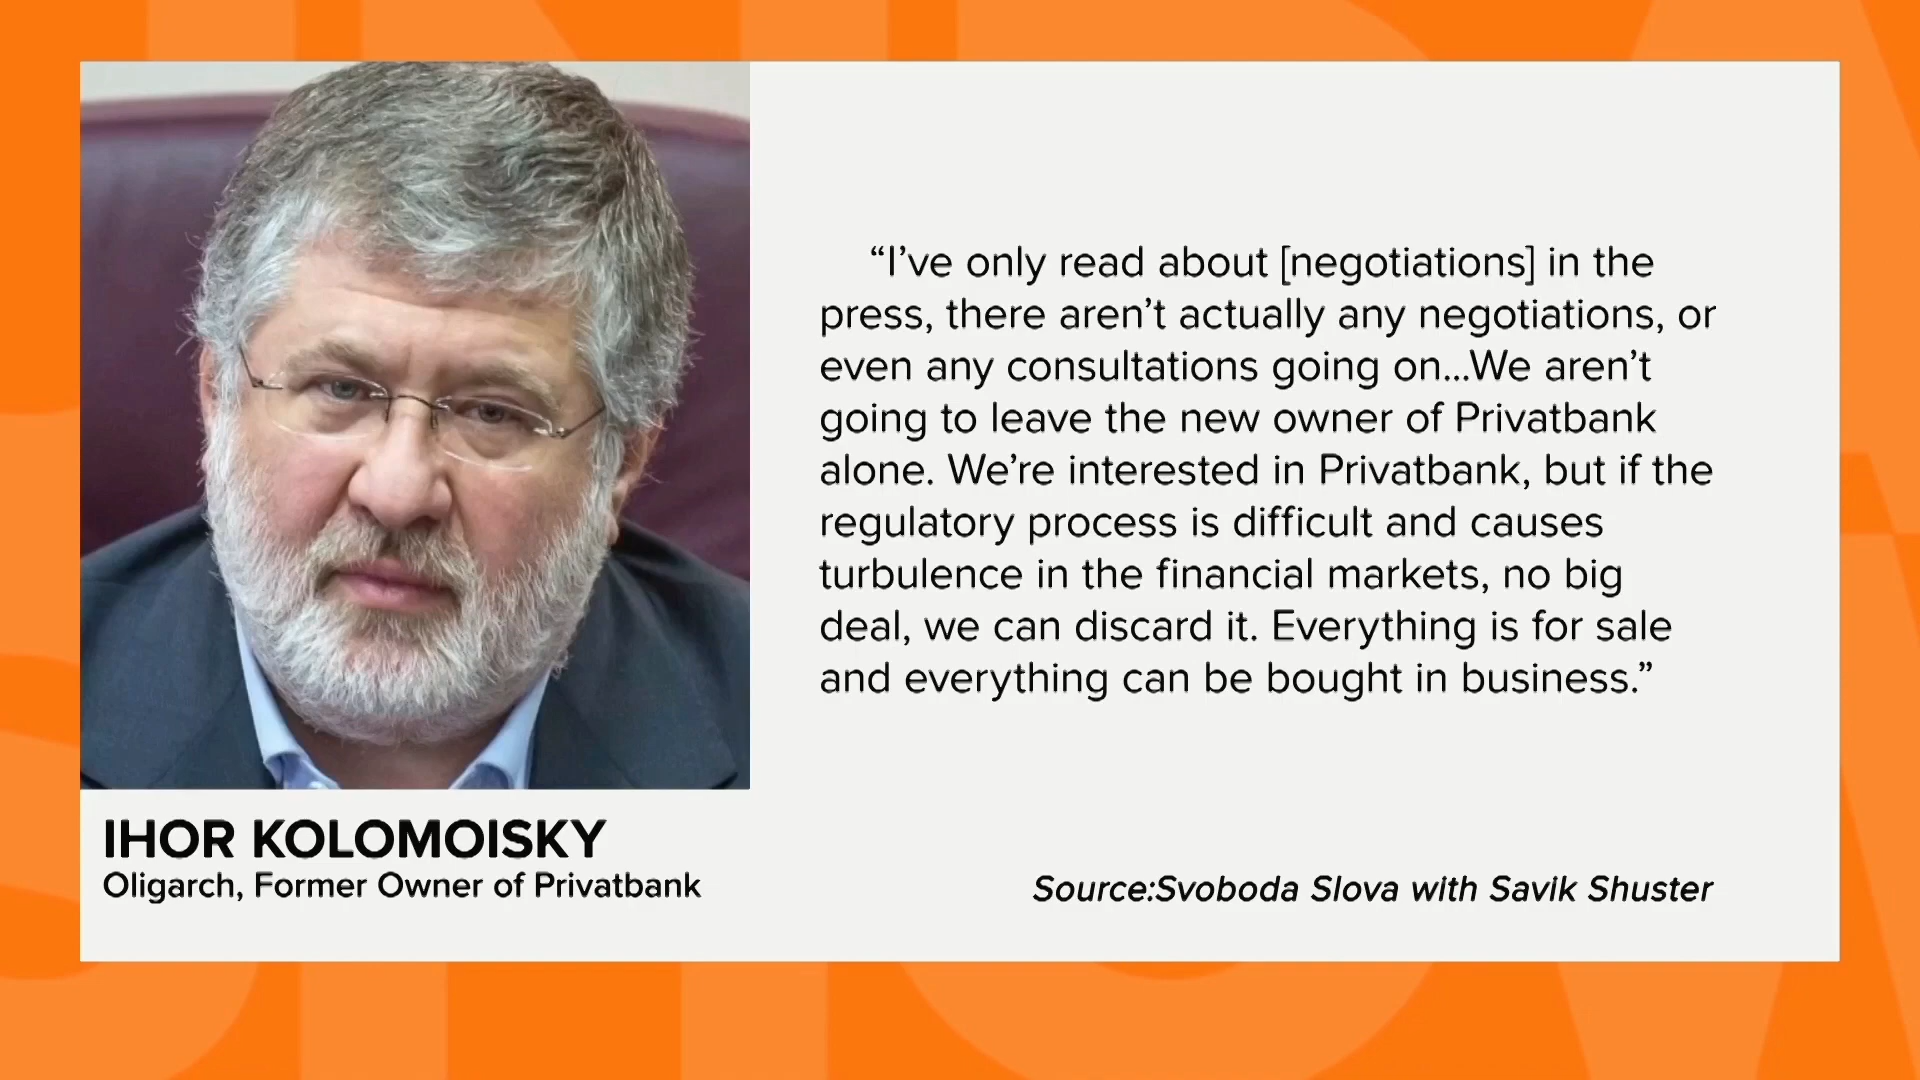 “I’ve only read about [negotiations] in the
press, there aren’t actually any negotiations, or
even any consultations going on...We aren’t
going to leave the new owner of Privatbank
alone. We’re interested in Privatbank, but if the
regulatory process is difficult and causes
turbulence in the financial markets, no big
deal, we can discard it. Everything is for sale
and everything can be bought in business.”
IHOR KOLOMOISKY
Oligarch, Former Owner of Privatbank
Source:Svoboda Slova with Savik Shuster